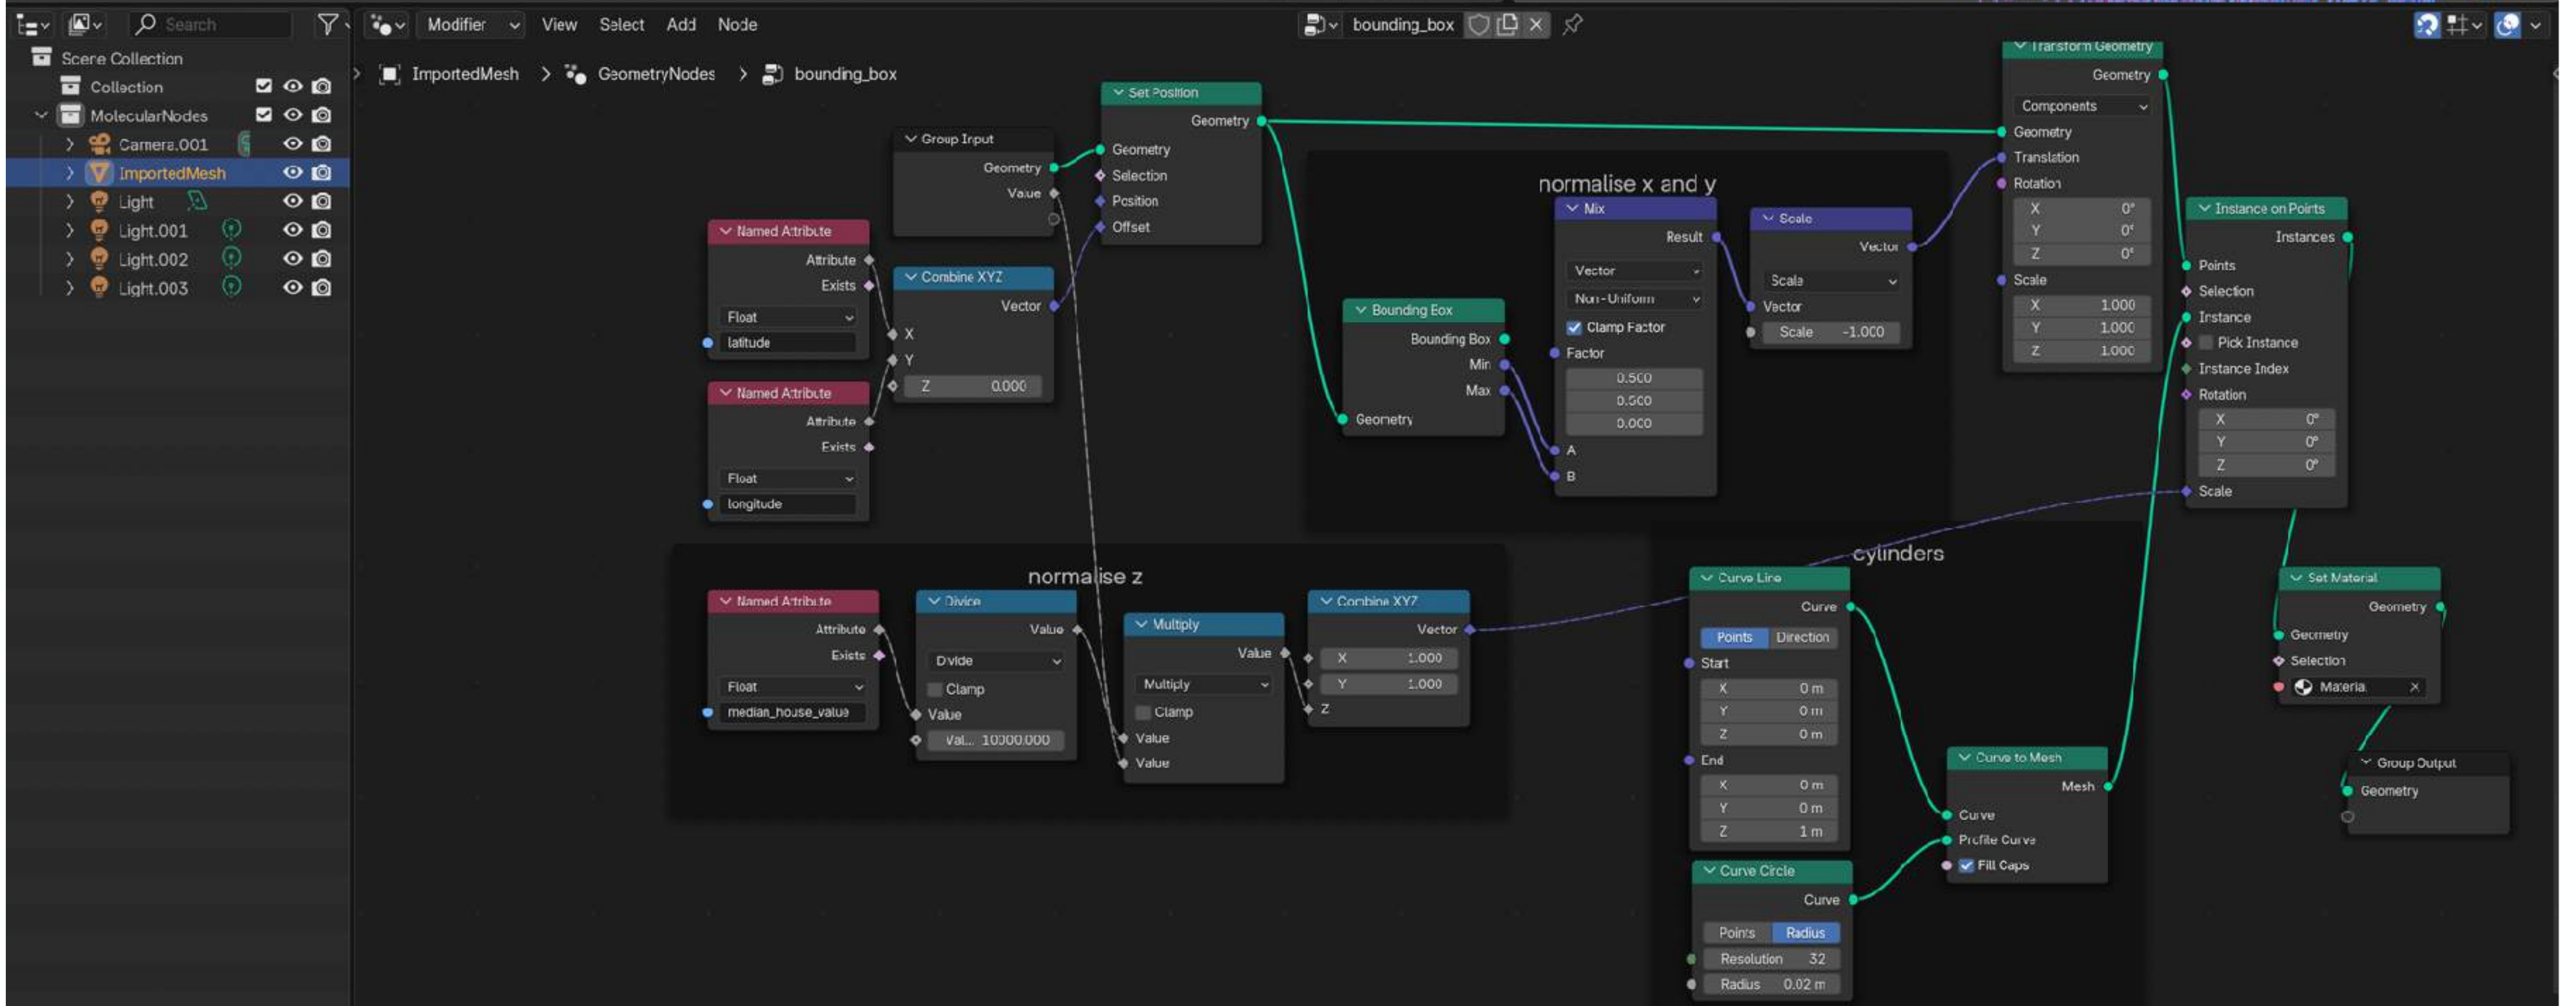 Search
Modifier View Select Add Node
bounding_box
Scene Collection
Collection
MolecularNodes
Camera.001
ImportedMesh
Light
Light.001
Light.002
Light.003
ImportedMesh > GeometryNodes > bounding_box
Named Attribute
Attribute
Exists
Float
latitude
Named Attribute
Attribute
Exists
Float
longitude
Group Input
Geometry
Value
Combine XYZ
Vector
X
Y
Z 0.000
Set Position
Geometry
Geometry
Selection
Position
Offset
normalise x and y
Bounding Box
Bounding Box
Min
Max
Geometry
Mix
Result
Vector
Non-Uniform
Clamp Factor
Factor
0.500
0.500
0.000
A
B
Scale
Vector
Scale
Vector
Scale -1.000
Transform Geometry
Geometry
Components
Geometry
Translation
Rotation
X 0°
Y 0°
Z 0°
Scale
X 1.000
Y 1.000
Z 1.000
Instance on Points
Instances
Points
Selection
Instance
Pick Instance
Instance Index
Rotation
X 0°
Y 0°
Z 0°
Scale
normalise z
Named Attribute
Attribute
Exists
Float
median_house_value
Divide
Value
Divide
Clamp
Value
Val... 10000.000
Multiply
Value
Multiply
Clamp
Value
Value
Combine XYZ
Vector
X 1.000
Y 1.000
Z
cylinders
Curve Line
Curve
Points Direction
Start
X 0 m
Y 0 m
Z 0 m
End
X 0 m
Y 0 m
Z 1 m
Curve Circle
Curve
Points Radius
Resolution 32
Radius 0.02 m
Curve to Mesh
Mesh
Curve
Profile Curve
Fill Caps
Set Material
Geometry
Geometry
Selection
Material
Group Output
Geometry